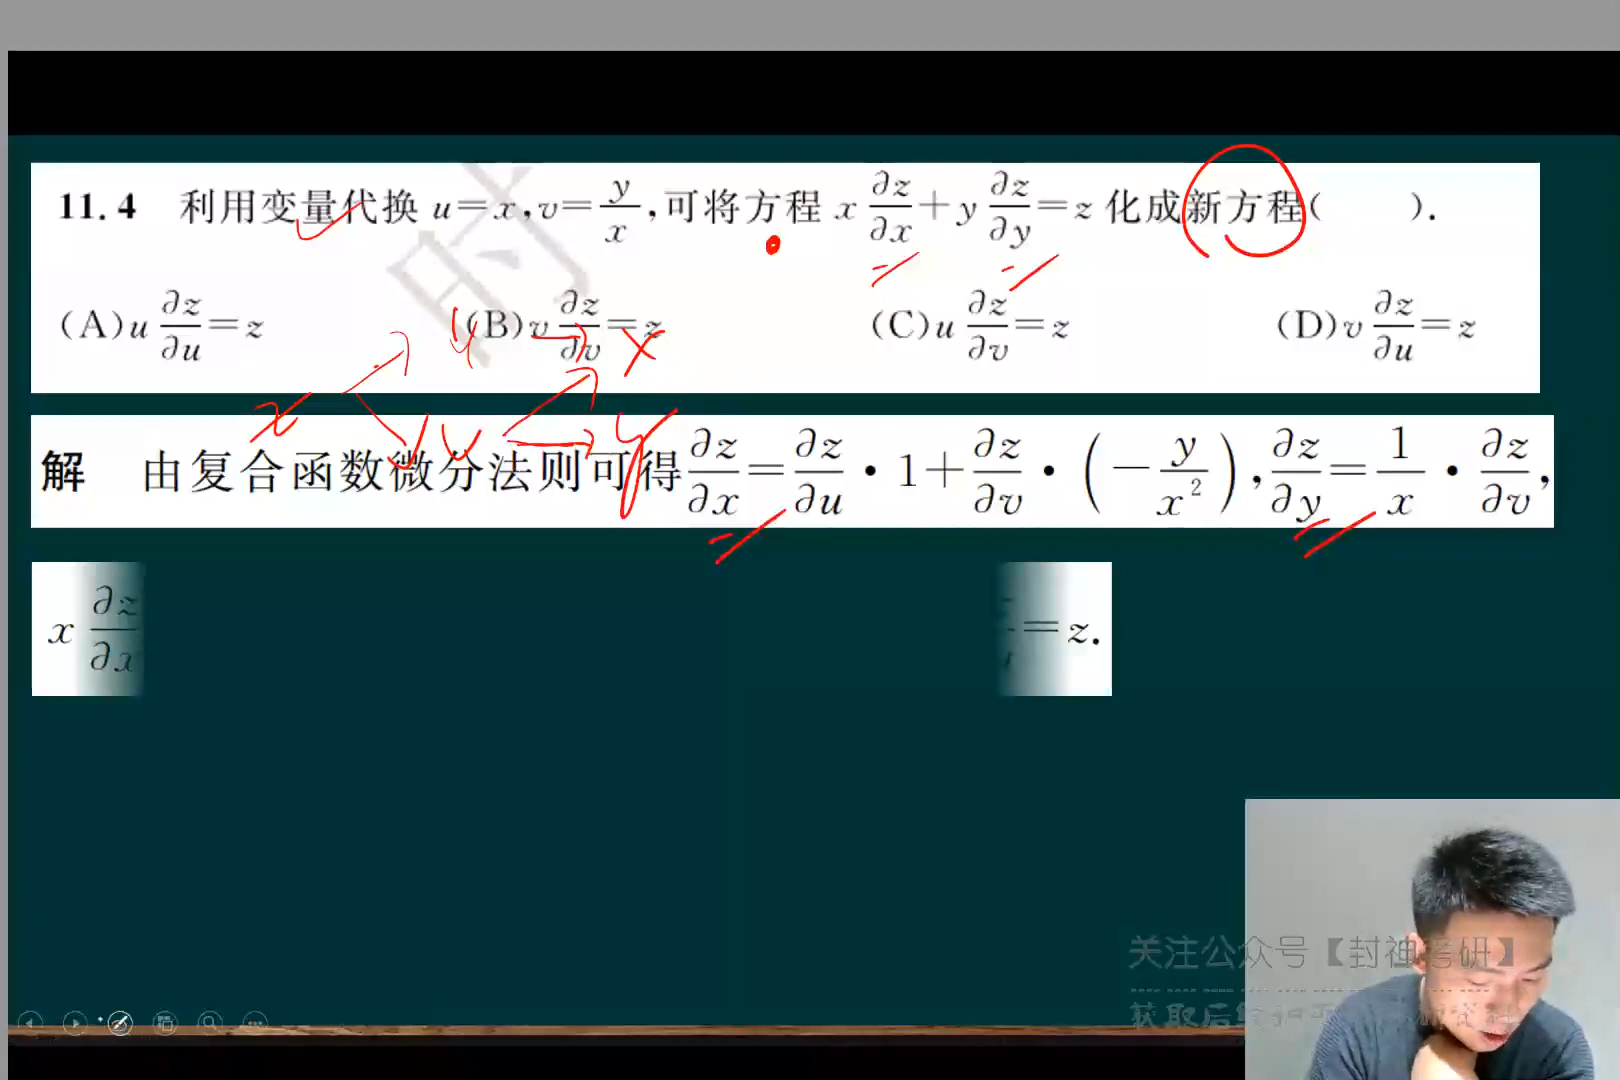 11.4 利用变量代换 u=x,v=y/x,可将方程 x ∂z/∂x+y ∂z/∂y=z 化成新方程(　　).
(A)u ∂z/∂u=z (B)v ∂z/∂v=z (C)u ∂z/∂v=z (D)v ∂z/∂u=z
z u x
v y
解 由复合函数微分法则可得 ∂z/∂x=∂z/∂u·1+∂z/∂v·(-y/x²),∂z/∂y=1/x·∂z/∂v,
x ∂z/∂x =z.
关注公众号【封神考研】